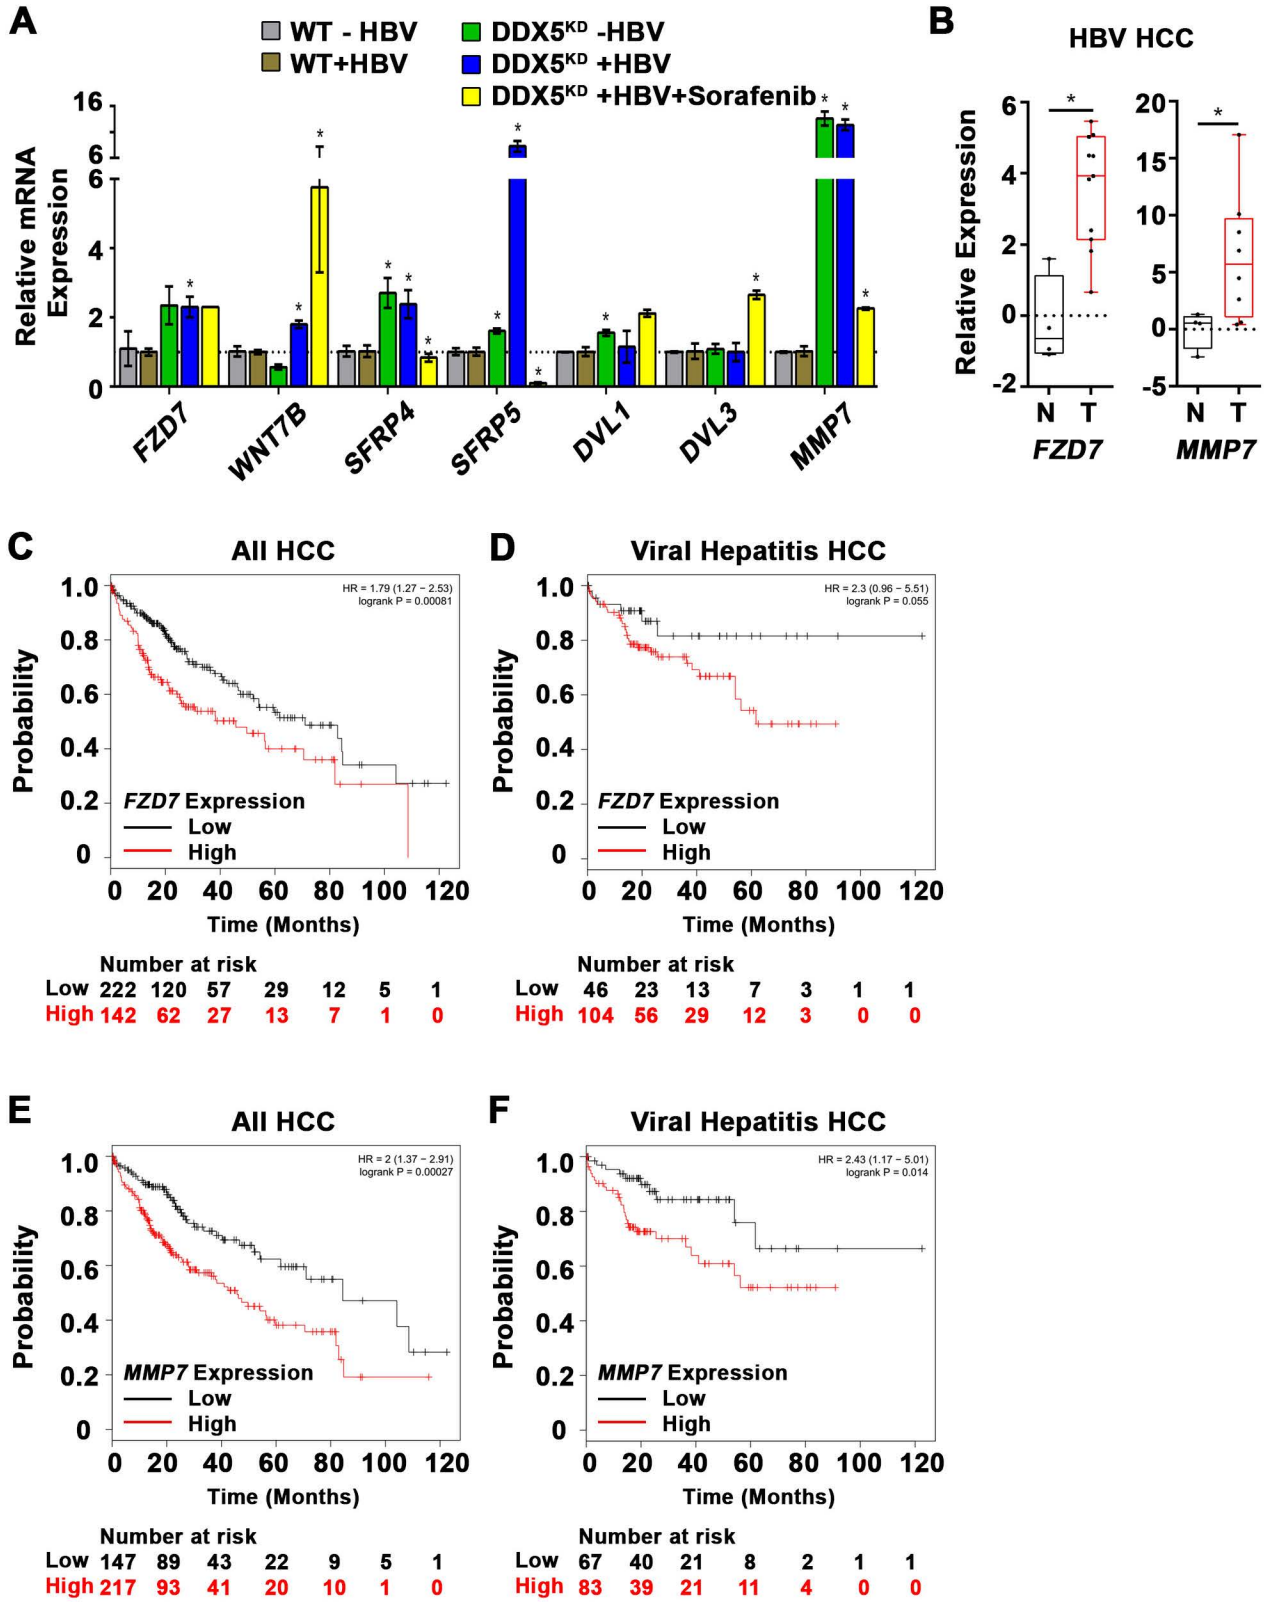 A
WT - HBV
WT+HBV
DDX5KD -HBV
DDX5KD +HBV
DDX5KD +HBV+Sorafenib
Relative mRNA
Expression
16
6
6
4
2
0
* * * * * * * * * * * * *
FZD7 WNT7B SFRP4 SFRP5 DVL1 DVL3 MMP7
B
HBV HCC
Relative Expression
6
4
2
0
-2
*
N T
FZD7
20
15
10
5
0
-5
*
N T
MMP7
C
All HCC
HR = 1.79 (1.27 − 2.53)
logrank P = 0.00081
Probability
1.0
0.8
0.6
0.4
0.2
0
FZD7 Expression
Low
High
0 20 40 60 80 100 120
Time (Months)
Number at risk
Low 222 120 57 29 12 5 1
High 142 62 27 13 7 1 0
D
Viral Hepatitis HCC
HR = 2.3 (0.96 − 5.51)
logrank P = 0.055
Probability
1.0
0.8
0.6
0.4
0.2
0
FZD7 Expression
Low
High
0 20 40 60 80 100 120
Time (Months)
Number at risk
Low 46 23 13 7 3 1 1
High 104 56 29 12 3 0 0
E
All HCC
HR = 2 (1.37 − 2.91)
logrank P = 0.00027
Probability
1.0
0.8
0.6
0.4
0.2
0
MMP7 Expression
Low
High
0 20 40 60 80 100 120
Time (Months)
Number at risk
Low 147 89 43 22 9 5 1
High 217 93 41 20 10 1 0
F
Viral Hepatitis HCC
HR = 2.43 (1.17 − 5.01)
logrank P = 0.014
Probability
1.0
0.8
0.6
0.4
0.2
0
MMP7 Expression
Low
High
0 20 40 60 80 100 120
Time (Months)
Number at risk
Low 67 40 21 8 2 1 1
High 83 39 21 11 4 0 0